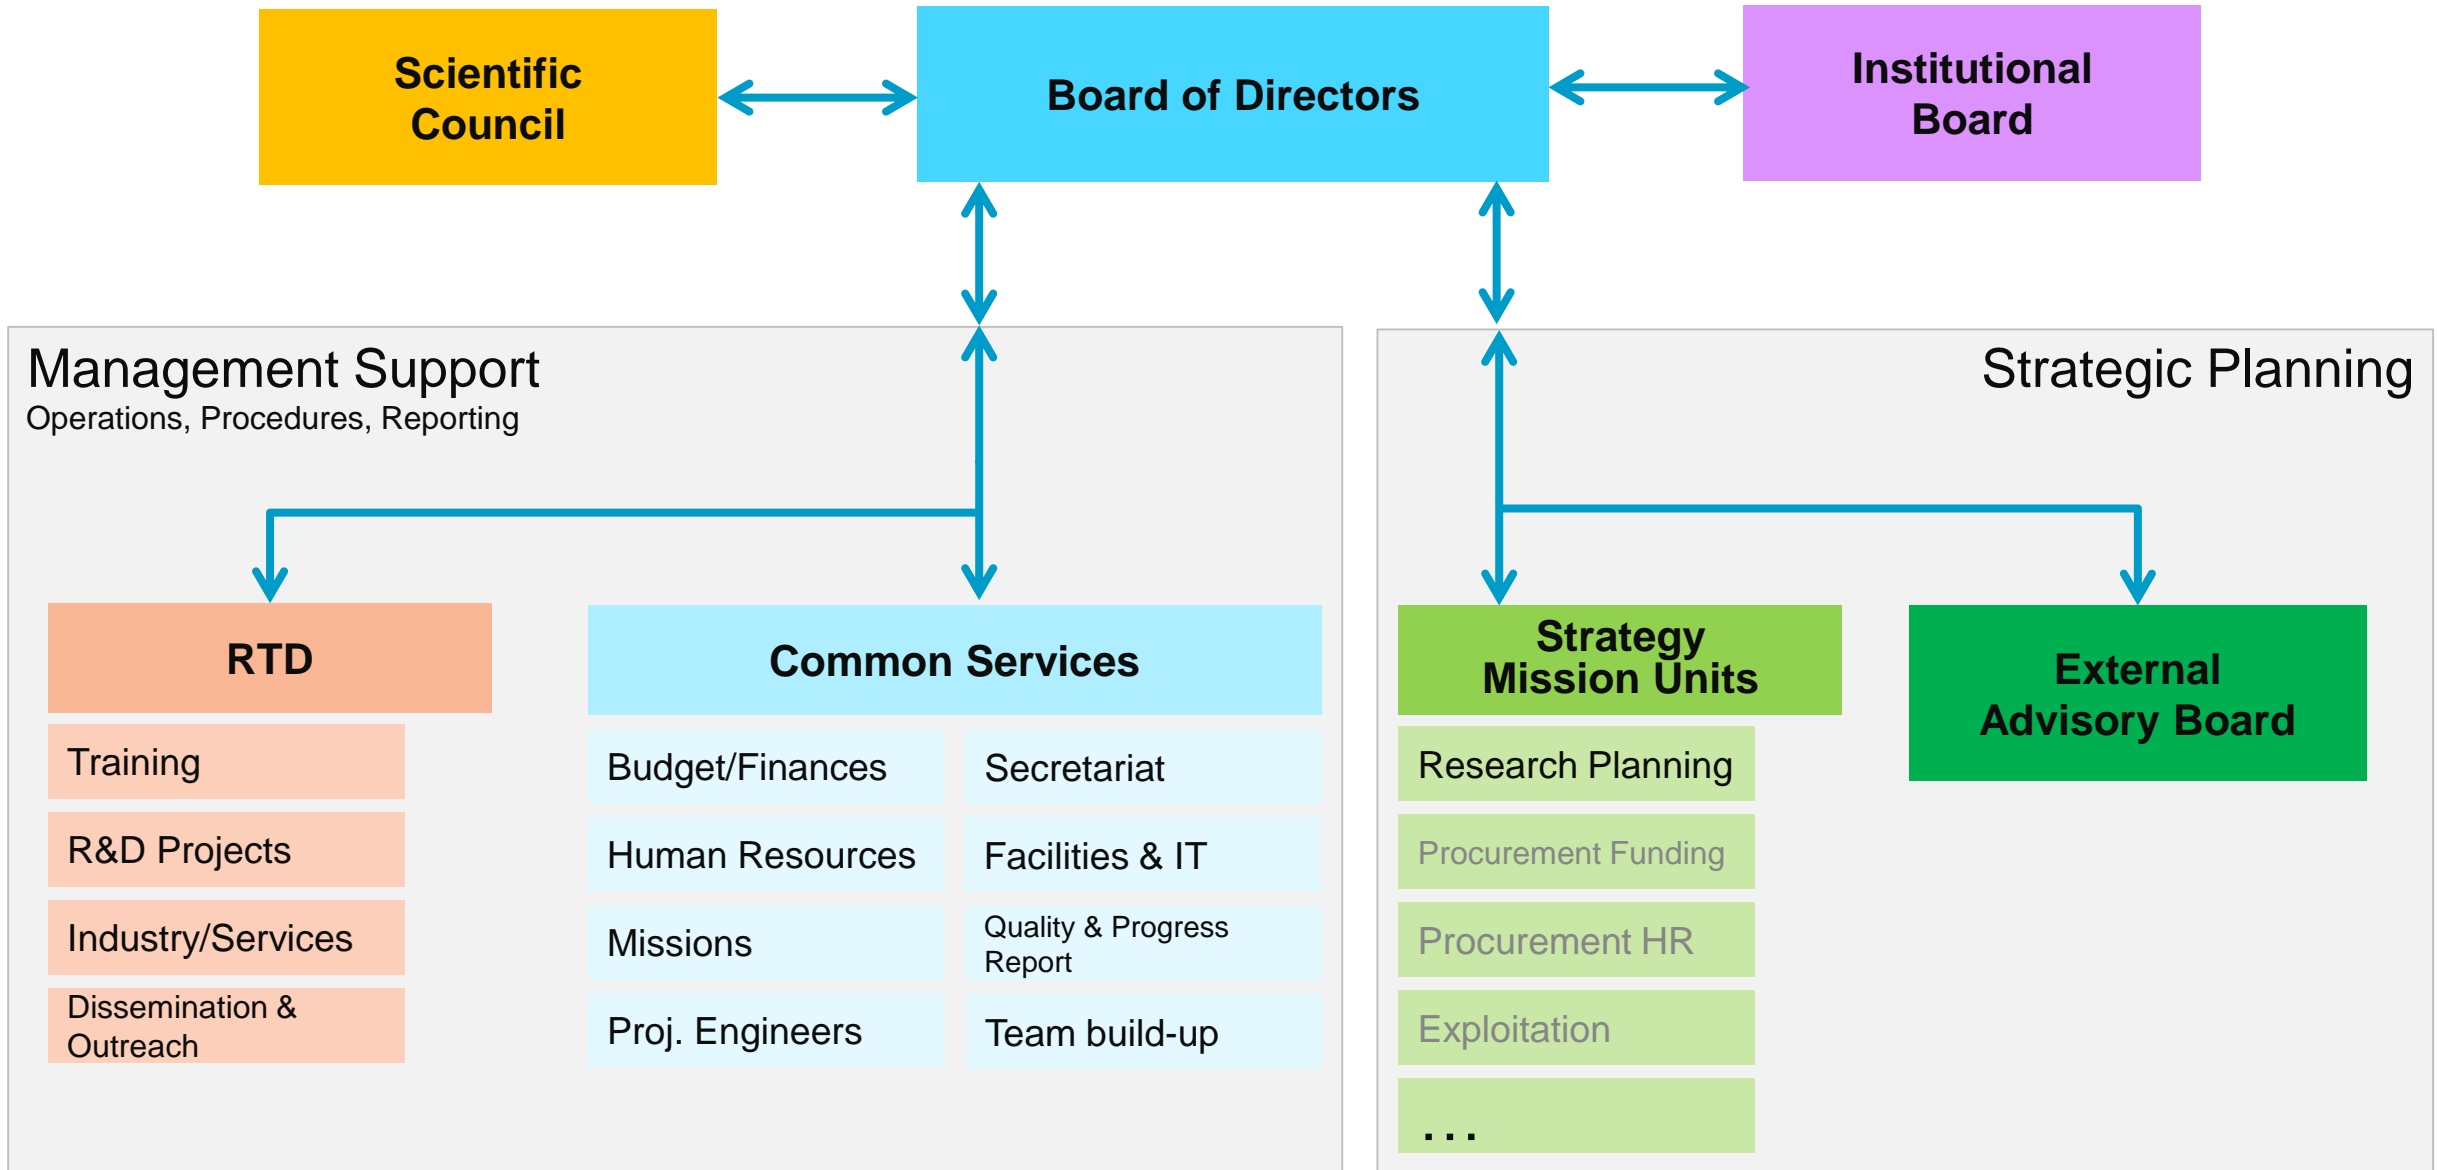 Scientific
Council
Board of Directors
Institutional
Board
Management Support
Operations, Procedures, Reporting
RTD
Training
R&D Projects
Industry/Services
Dissemination &
Outreach
Common Services
Budget/Finances
Human Resources
Missions
Proj. Engineers
Secretariat
Facilities & IT
Quality & Progress
Report
Team build-up
Strategic Planning
Strategy
Mission Units
Research Planning
Procurement Funding
Procurement HR
Exploitation
...
External
Advisory Board